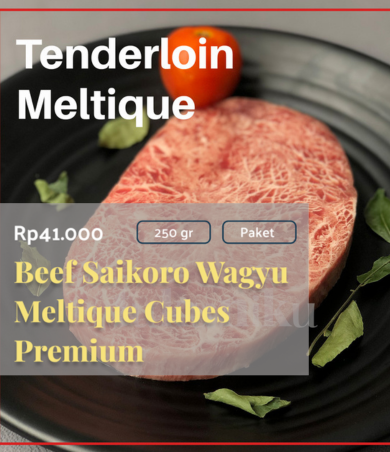 Tenderloin
Meltique
Rp41.000
250 gr
Paket
Beef Saikoro Wagyu
Meltique Cubes
Premium